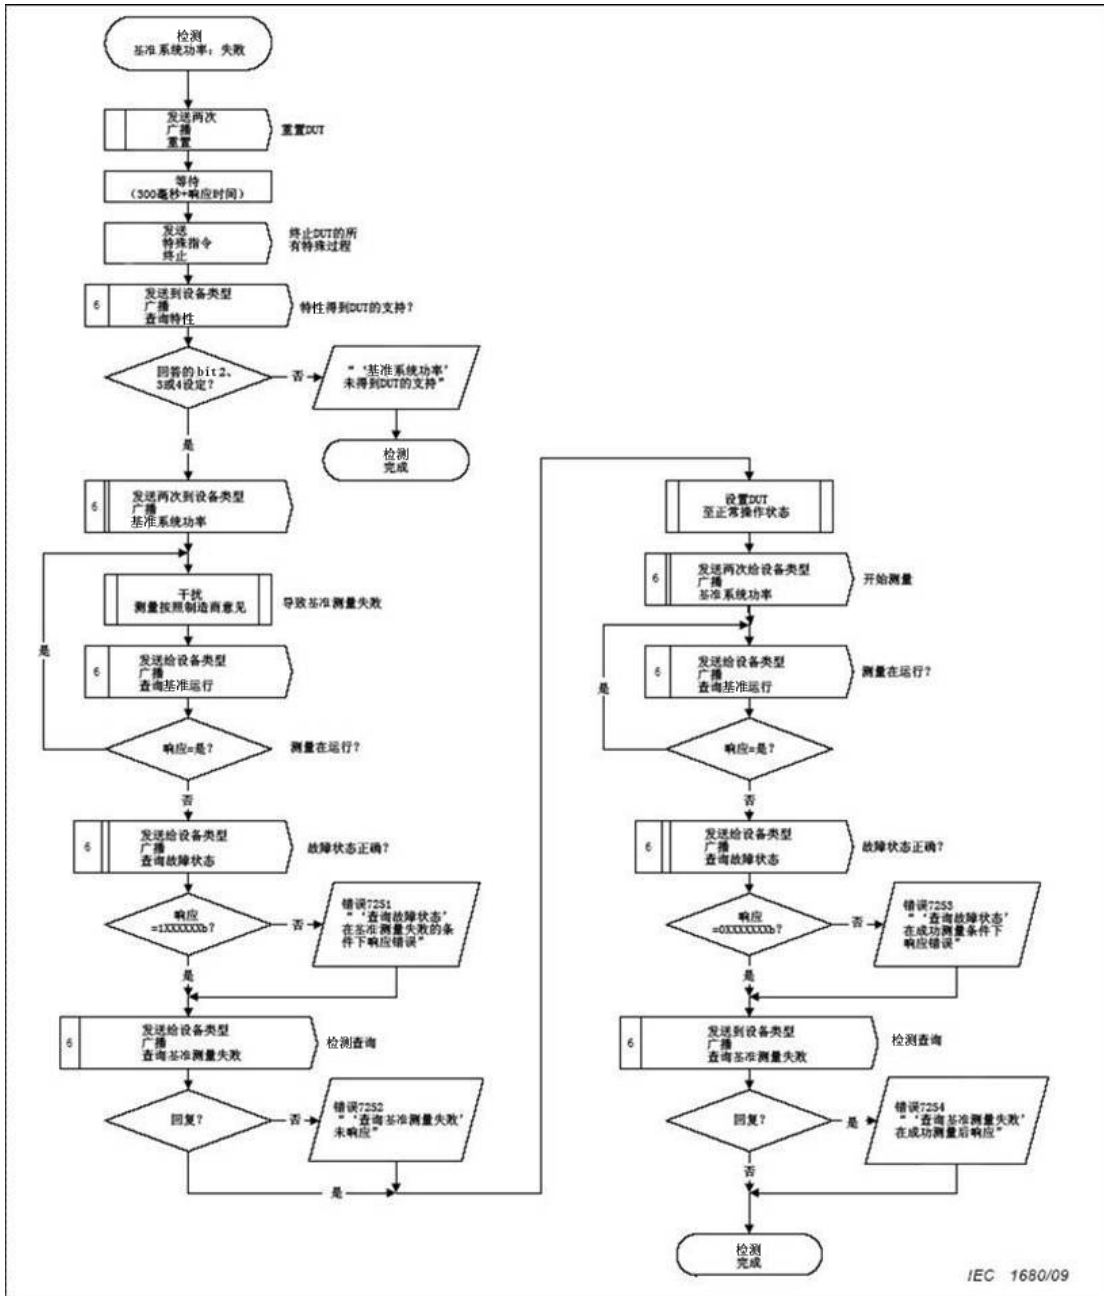 检测
基准系统功率：失败
发送两次
广播
重置
重置DUT
等待
（300毫秒+响应时间）
发送
特殊指令
终止
终止DUT的所
有特殊过程
6
发送到设备类型
广播
查询特性
特性得到DUT的支持？
回答的bit2、
3或4设定？
否
“‘基准系统功率’
未得到DUT的支持”
检测
完成
是
6
发送两次到设备类型
广播
基准系统功率
干扰
测量按照制造商意见
导致基准测量失败
是
6
发送给设备类型
广播
查询基准运行
响应=是？
测量在运行？
否
6
发送给设备类型
广播
查询故障状态
故障状态正确？
响应
=1XXXXXXb？
否
错误7251
“‘查询故障状态’
在基准测量失败的条
件下响应错误”
是
6
发送给设备类型
广播
查询基准测量失败
检测查询
回复？
否
错误7252
“‘查询基准测量失败’
未响应”
是
设置DUT
至正常操作状态
6
发送两次给设备类型
广播
基准系统功率
开始测量
6
发送给设备类型
广播
查询基准运行
测量在运行？
是
响应=是？
否
6
发送给设备类型
广播
查询故障状态
故障状态正确？
响应
=0XXXXXXXb？
否
错误7253
“‘查询故障状态’
在成功测量条件下
响应错误”
是
6
发送到设备类型
广播
查询基准测量失败
检测查询
回复？
是
错误7254
“‘查询基准测量失败’
在成功测量后响应”
否
检测
完成
IEC 1680/09